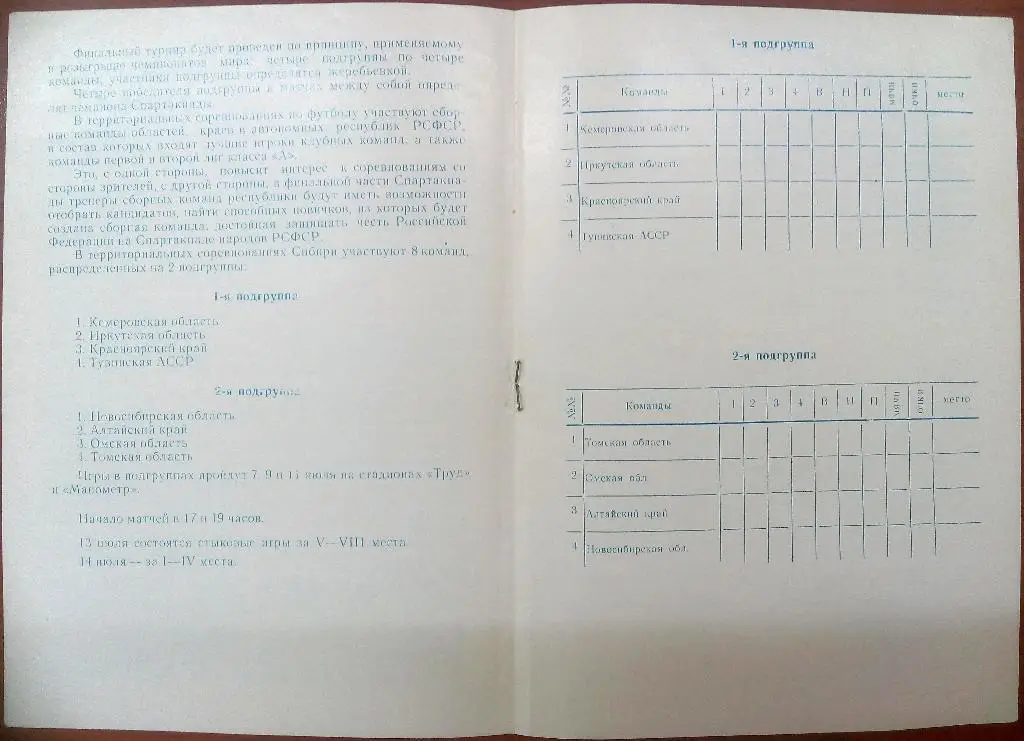 Финальный турнир будет проведен по принципу, применяемому
в розыгрыше чемпионатов мира: четыре подгруппы по четыре
команды, участники подгруппы определятся жеребьевкой.
Четыре победителя подгруппы в матчах между собой опреде-
лят чемпиона Спартакиады.
В территориальных соревнованиях по футболу участвуют сбор-
ные команды областей, краев и автономных республик РСФСР,
в состав которых входят лучшие игроки клубных команд, а также
команды первой и второй лиг класса «А».
Это, с одной стороны, повысит интерес к соревнованиям со
стороны зрителей, с другой стороны, в финальной части Спартакиа-
ды тренеры сборных команд республики будут иметь возможности
отобрать кандидатов, найти способных новичков, из которых будет
создана сборная команда, достойная защищать честь Российской
Федерации на Спартакиаде народов РСФСР.
В территориальных соревнованиях Сибири участвуют 8 команд,
распределенных на 2 подгруппы:
1-я подгруппа
1. Кемеровская область
2. Иркутская область
3. Красноярский край
4. Тувинская АССР
2-я подгруппа
1. Новосибирская область
2. Алтайский край
3. Омская область
4. Томская область
Игры в подгруппах пройдут 7, 9 и 11 июля на стадионах «Труд»
и «Манометр».
Начало матчей в 17 и 19 часов.
13 июля состоятся стыковые игры за V—VIII места.
14 июля — за I—IV места.
1-я подгруппа
№№ Команды 1 2 3 4 В Н П мячи очки место
1 Кемеровская область
2 Иркутская область
3 Красноярский край
4 Тувинская АССР
2-я подгруппа
№№ Команды 1 2 3 4 В Н П мячи очки место
1 Томская область
2 Омская обл.
3 Алтайский край
4 Новосибирская обл.